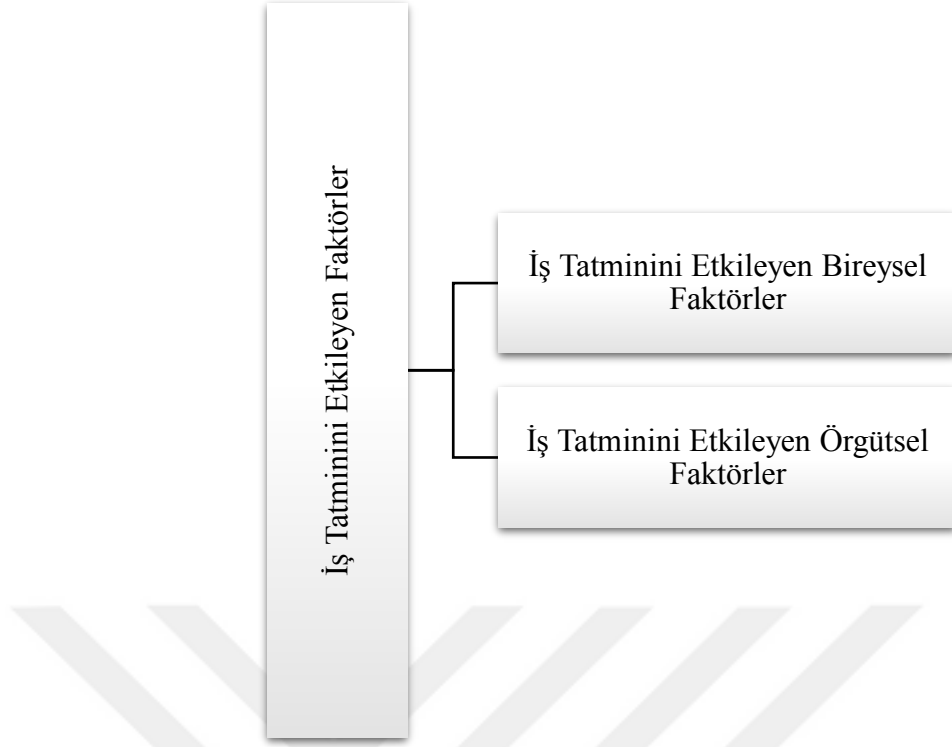 İş Tatminini Etkileyen Faktörler
İş Tatminini Etkileyen Bireysel
Faktörler
İş Tatminini Etkileyen Örgütsel
Faktörler